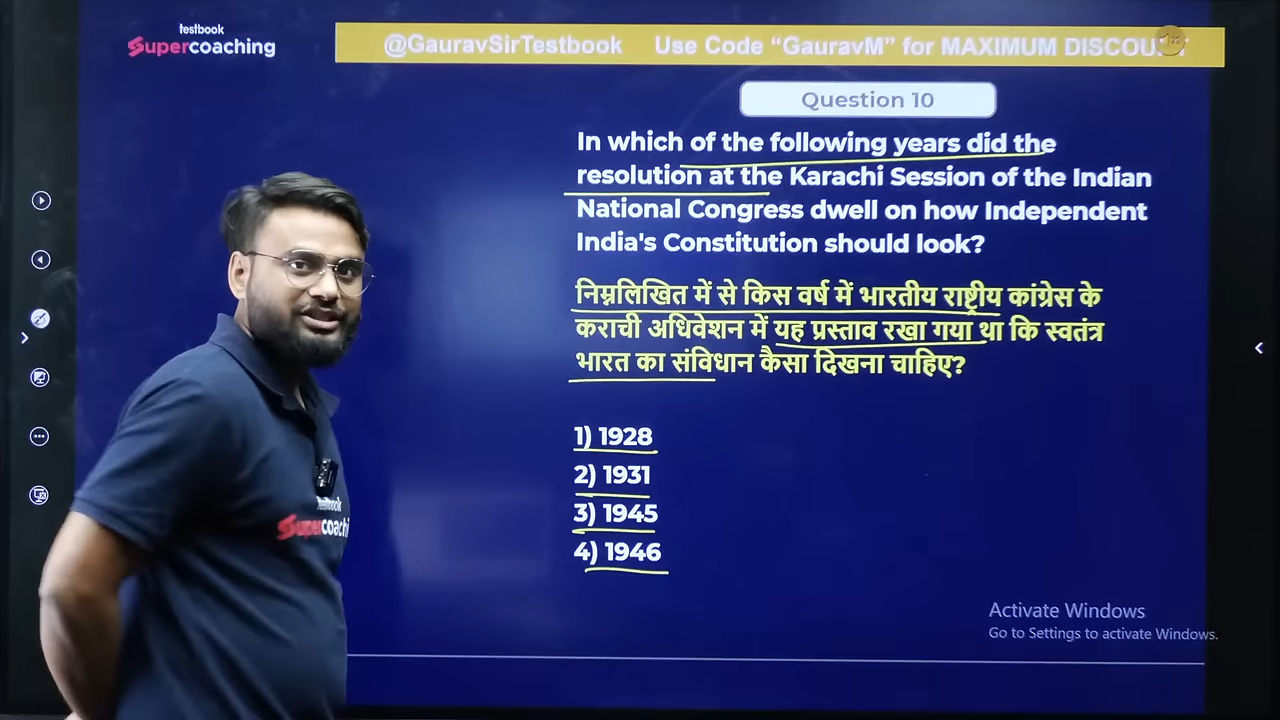 testbook
Supercoaching
@GauravSirTestbook Use Code “GauravM” for MAXIMUM
Question 10
In which of the following years did the
resolution at the Karachi Session of the Indian
National Congress dwell on how Independent
India's Constitution should look?
निम्नलिखित में से किस वर्ष में भारतीय राष्ट्रीय कांग्रेस के
कराची अधिवेशन में यह प्रस्ताव रखा गया था कि स्वतंत्र
भारत का संविधान कैसा दिखना चाहिए?
1) 1928
2) 1931
3) 1945
4) 1946
Activate Windows
Go to Settings to activate Windows.